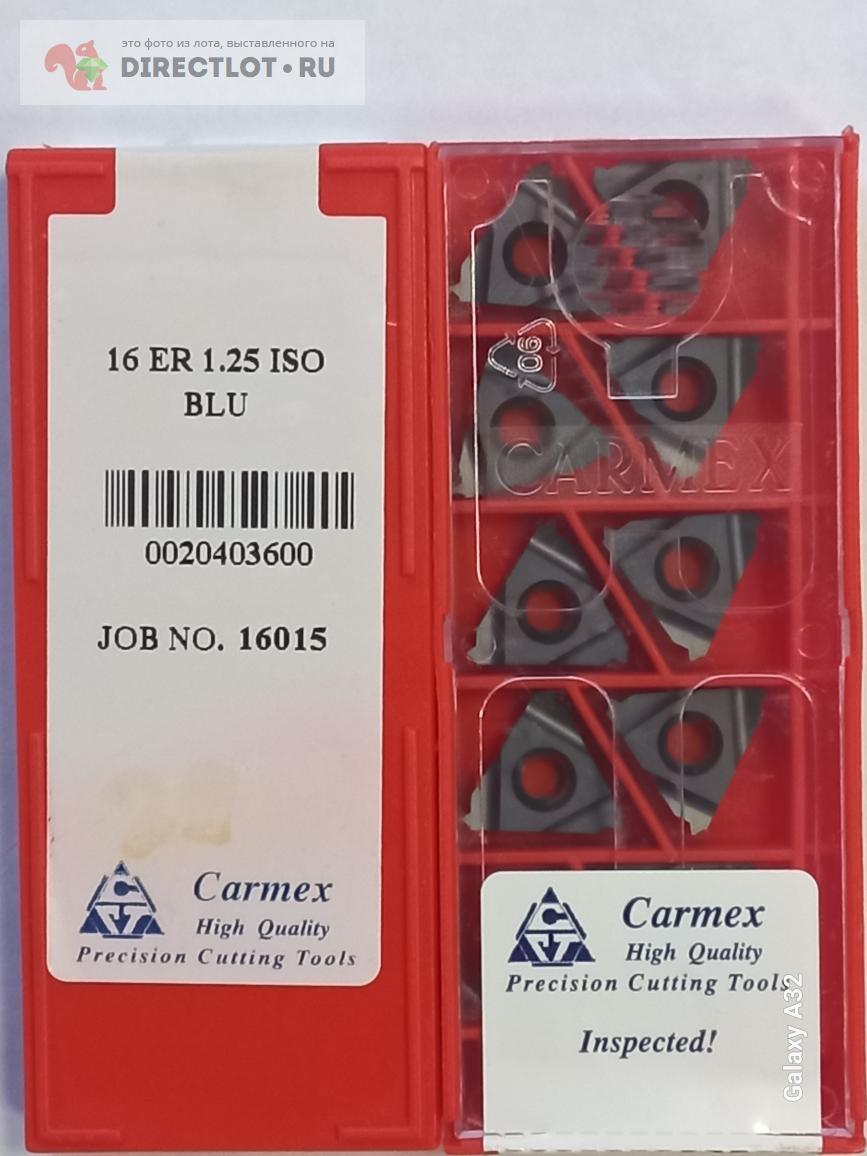 это фото из лота, выставленного на
DIRECTLOT•RU
16 ER 1.25 ISO
BLU
0020403600
JOB NO. 16015
Carmex
High Quality
Precision Cutting Tools
06
CARMEX
Carmex
High Quality
Precision Cutting Tools
Inspected!
Galaxy A32